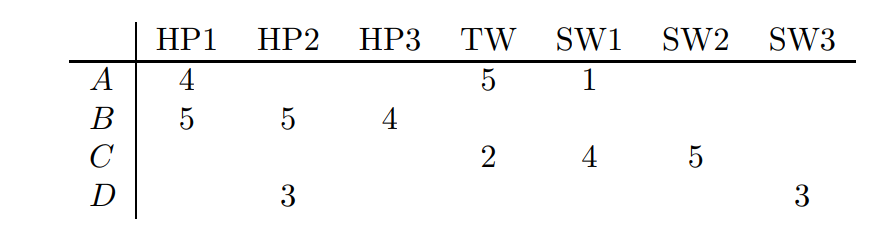 HP1 HP2 HP3 TW SW1 SW2 SW3
A 4 5 1
B 5 5 4
C 2 4 5
D 3 3